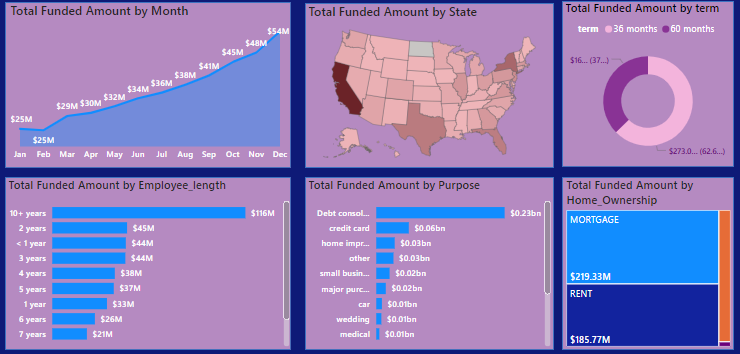 Total Funded Amount by Month
$25M
$25M
$29M
$30M
$32M
$34M
$36M
$38M
$41M
$45M
$48M
$54M
Jan Feb Mar Apr May Jun Jul Aug Sep Oct Nov Dec
Total Funded Amount by State
Total Funded Amount by term
term 36 months 60 months
$16... (37...)
$273.0... (62.6...)
Total Funded Amount by Employee_length
10+ years $116M
2 years $45M
< 1 year $44M
3 years $44M
4 years $38M
5 years $37M
1 year $33M
6 years $26M
7 years $21M
Total Funded Amount by Purpose
Debt consol... $0.23bn
credit card $0.06bn
home impr... $0.03bn
other $0.03bn
small busin... $0.02bn
major purc... $0.02bn
car $0.01bn
wedding $0.01bn
medical $0.01bn
Total Funded Amount by
Home_Ownership
MORTGAGE
$219.33M
RENT
$185.77M